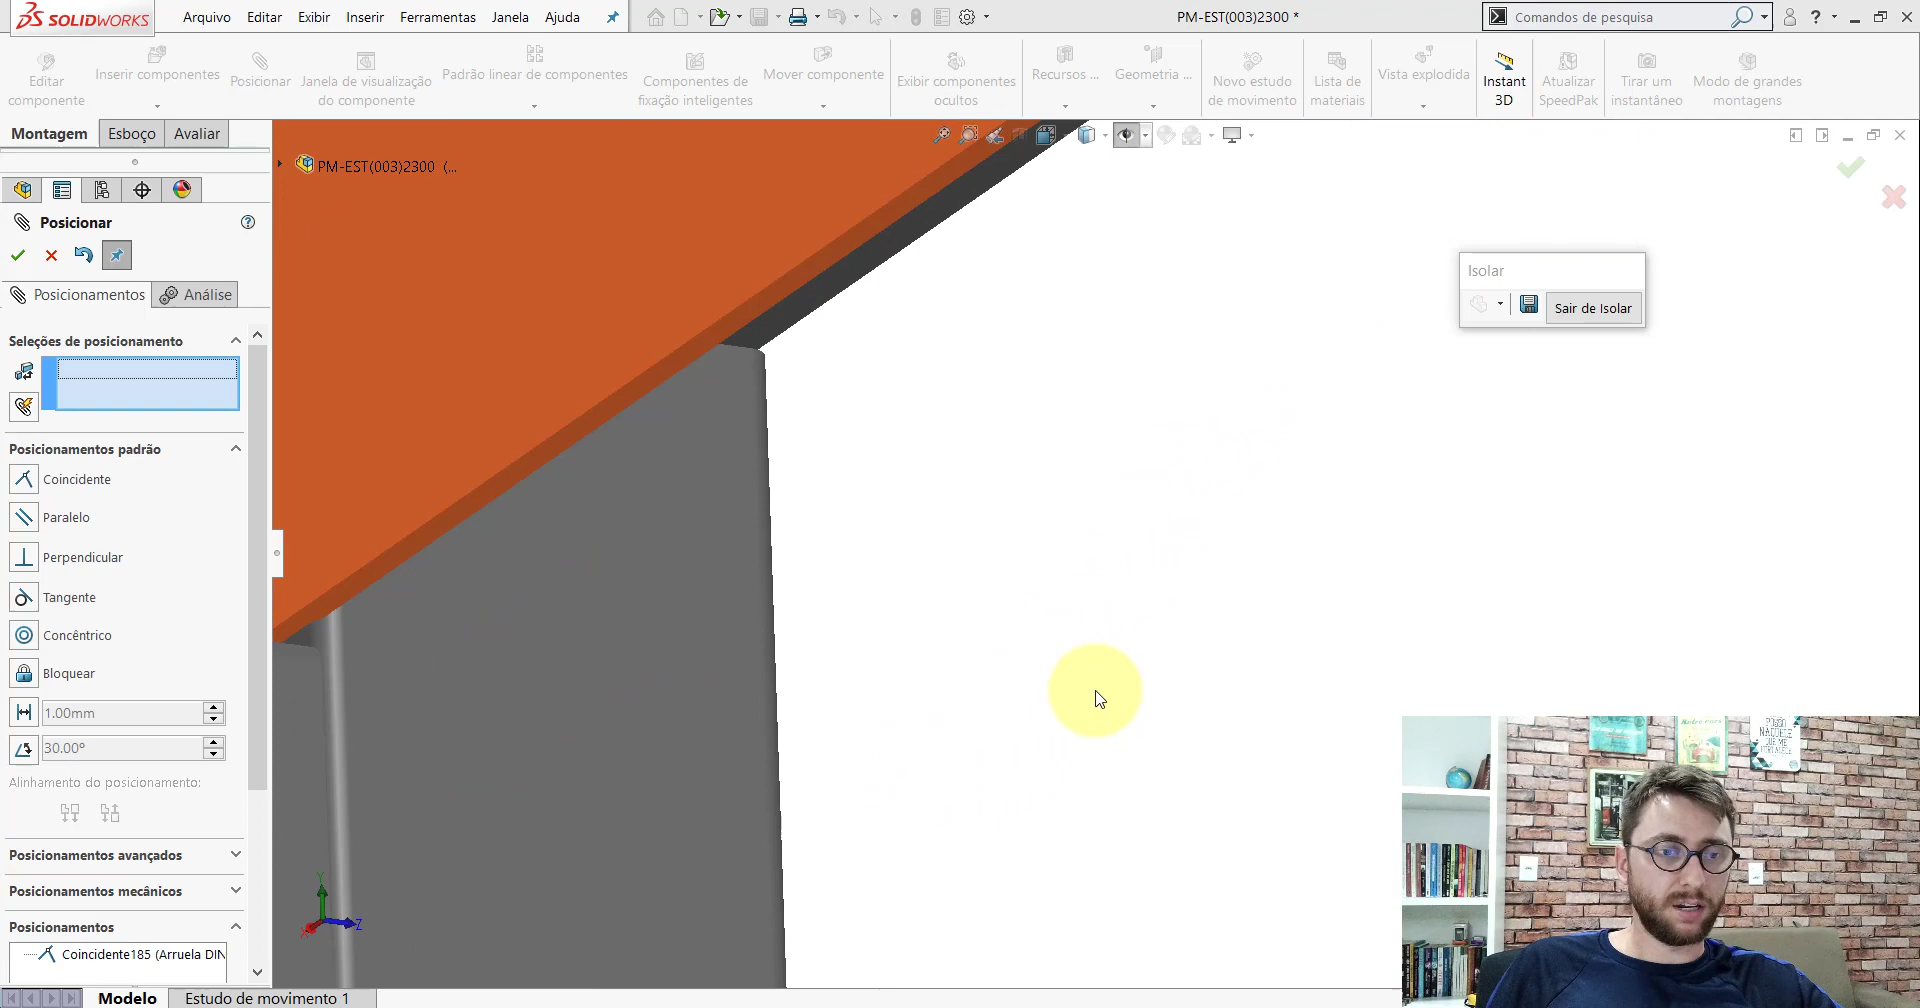 SOLIDWORKS
Arquivo Editar Exibir Inserir Ferramentas Janela Ajuda
PM-EST(003)2300 *
Comandos de pesquisa
?
Editar componente
Inserir componentes
Posicionar
Janela de visualização do componente
Padrão linear de componentes
Componentes de fixação inteligentes
Mover componente
Exibir componentes ocultos
Recursos ...
Geometria ...
Novo estudo de movimento
Lista de materiais
Vista explodida
Instant 3D
Atualizar SpeedPak
Tirar um instantâneo
Modo de grandes montagens
Montagem Esboço Avaliar
PM-EST(003)2300 (...
Posicionar
?
Posicionamentos Análise
Isolar
Sair de Isolar
Seleções de posicionamento
Posicionamentos padrão
Coincidente
Paralelo
Perpendicular
Tangente
Concêntrico
Bloquear
1.00mm
30.00º
Alinhamento do posicionamento:
Posicionamentos avançados
Posicionamentos mecânicos
Posicionamentos
Coincidente185 (Arruela DIN
Y
X
Z
Modelo Estudo de movimento 1